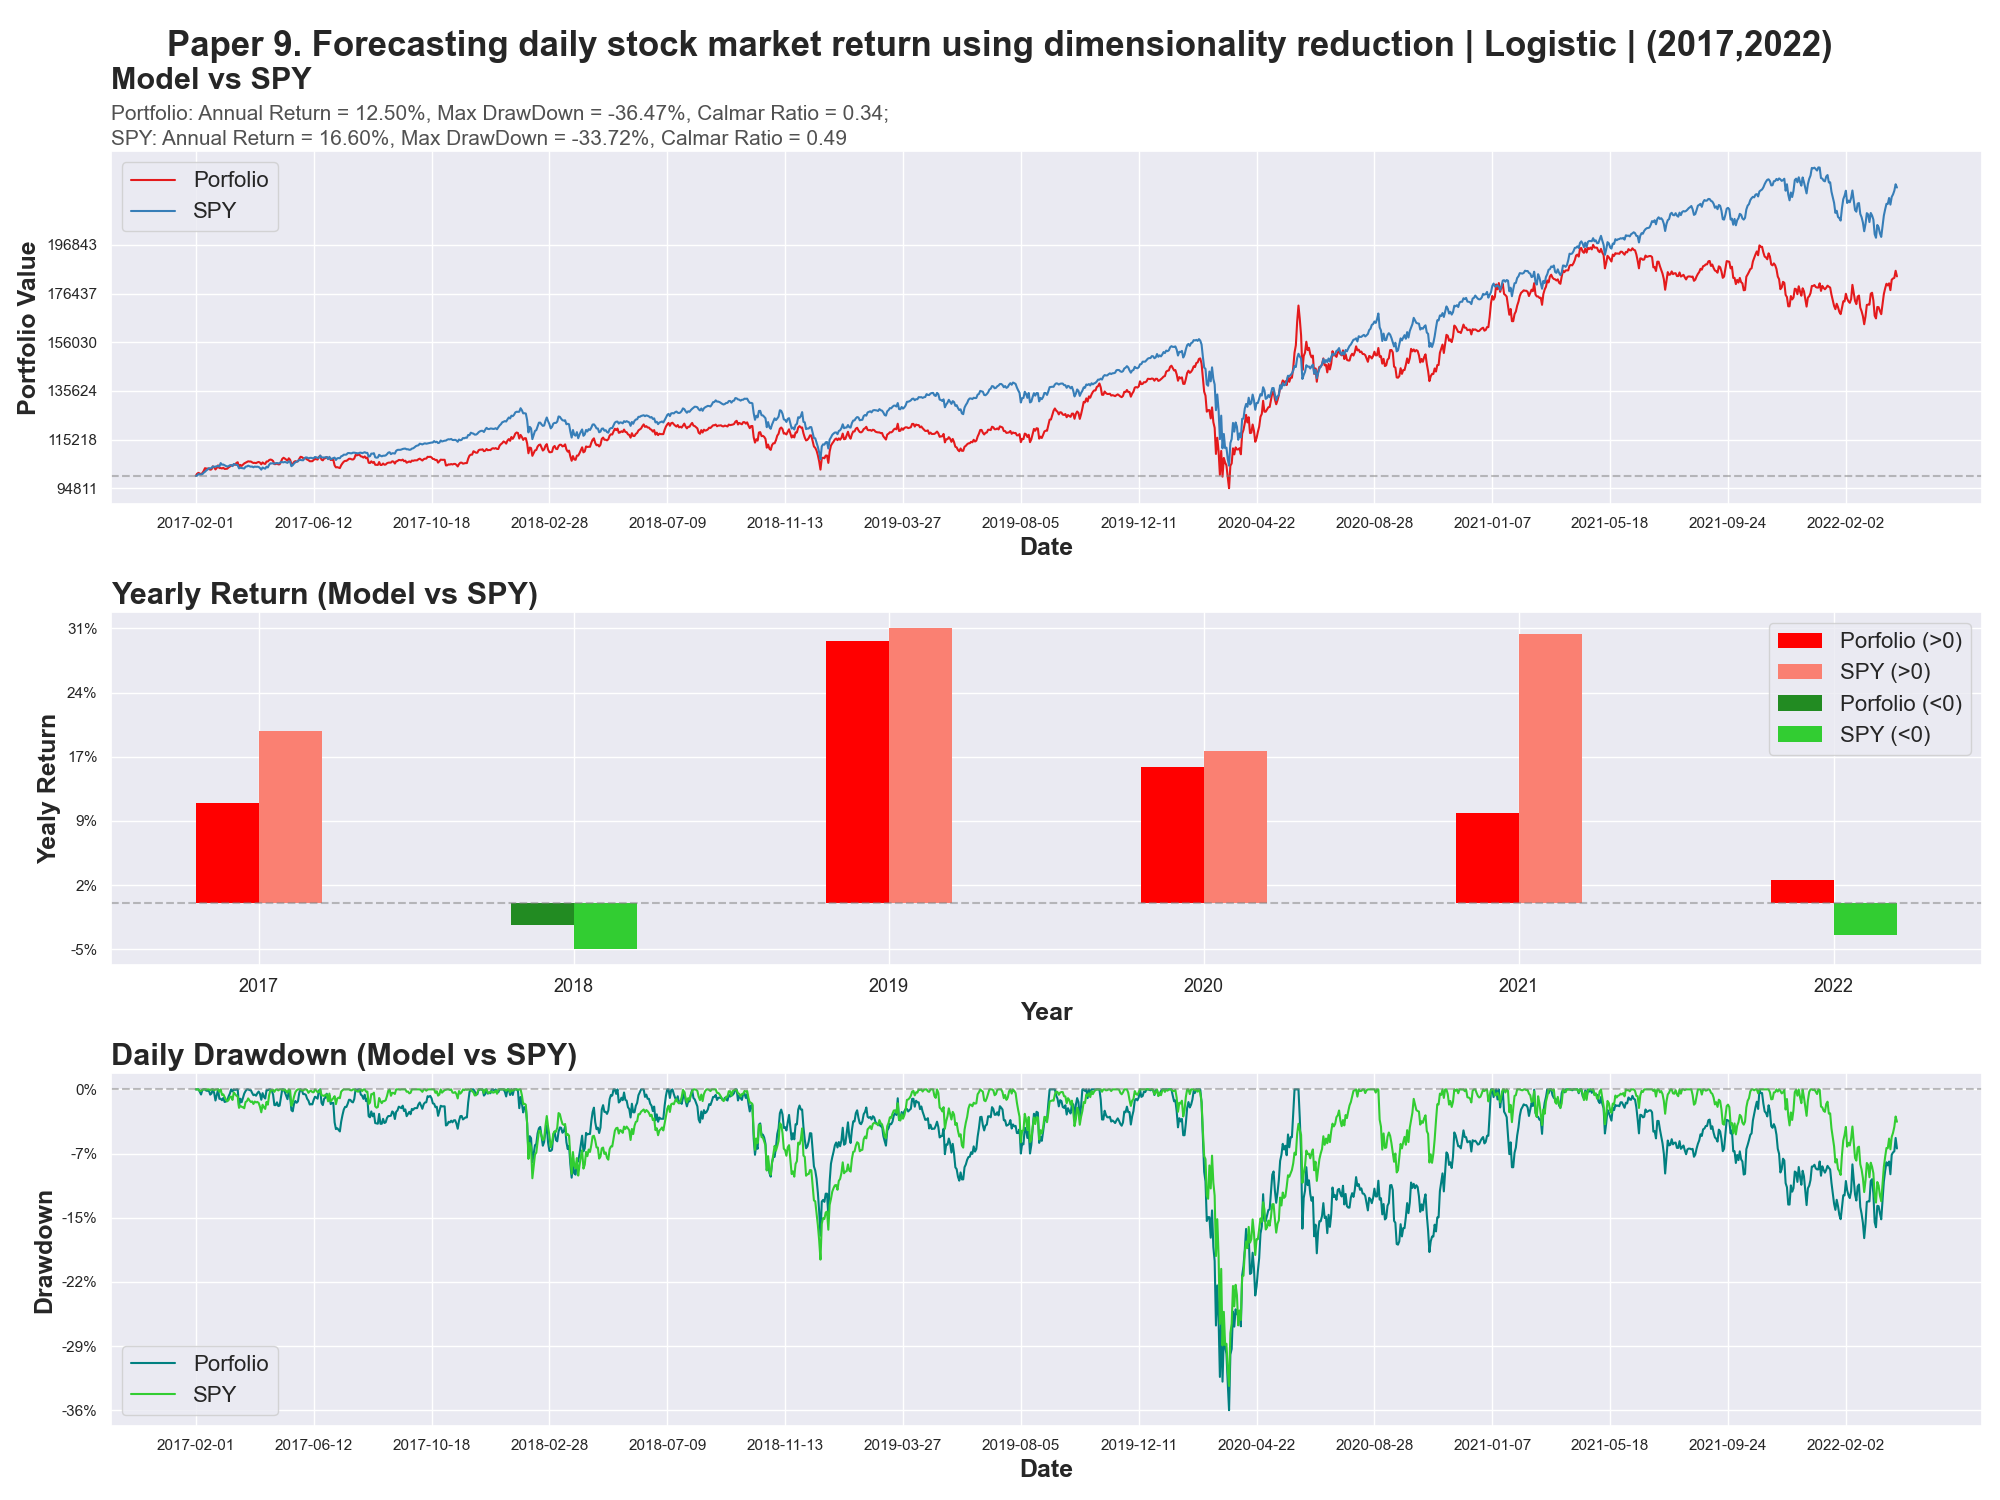 Paper 9. Forecasting daily stock market return using dimensionality reduction | Logistic | (2017,2022)
Model vs SPY
Portfolio: Annual Return = 12.50%, Max DrawDown = -36.47%, Calmar Ratio = 0.34;
SPY: Annual Return = 16.60%, Max DrawDown = -33.72%, Calmar Ratio = 0.49
Porfolio
SPY
Portfolio Value
196843
176437
156030
135624
115218
94811
2017-02-01 2017-06-12 2017-10-18 2018-02-28 2018-07-09 2018-11-13 2019-03-27 2019-08-05 2019-12-11 2020-04-22 2020-08-28 2021-01-07 2021-05-18 2021-09-24 2022-02-02
Date
Yearly Return (Model vs SPY)
Porfolio (>0)
SPY (>0)
Porfolio (<0)
SPY (<0)
Yealy Return
31%
24%
17%
9%
2%
-5%
2017 2018 2019 2020 2021 2022
Year
Daily Drawdown (Model vs SPY)
Drawdown
0%
-7%
-15%
-22%
-29%
-36%
Porfolio
SPY
2017-02-01 2017-06-12 2017-10-18 2018-02-28 2018-07-09 2018-11-13 2019-03-27 2019-08-05 2019-12-11 2020-04-22 2020-08-28 2021-01-07 2021-05-18 2021-09-24 2022-02-02
Date